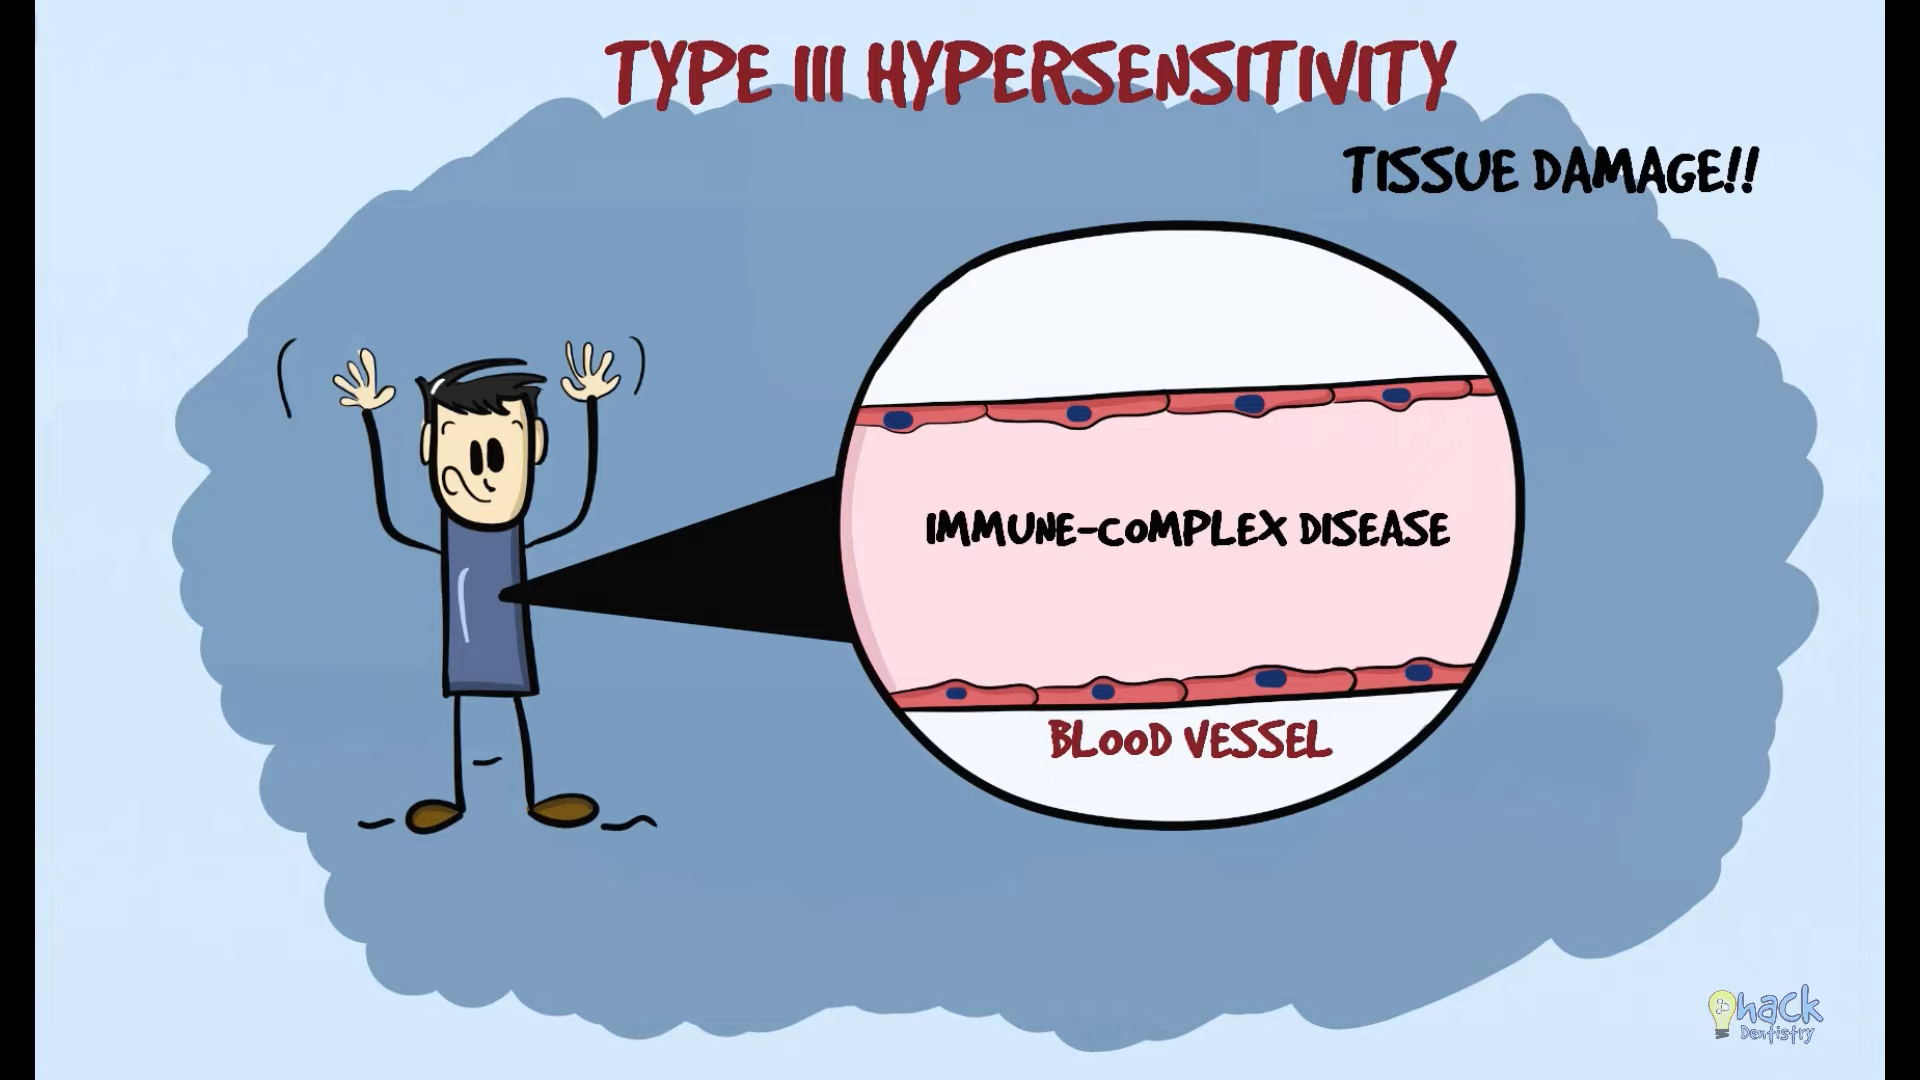 TYPE III HYPERSENSITIVITY
TISSUE DAMAGE!!
IMMUNE-COMPLEX DISEASE
BLOOD VESSEL
hack
Dentistry